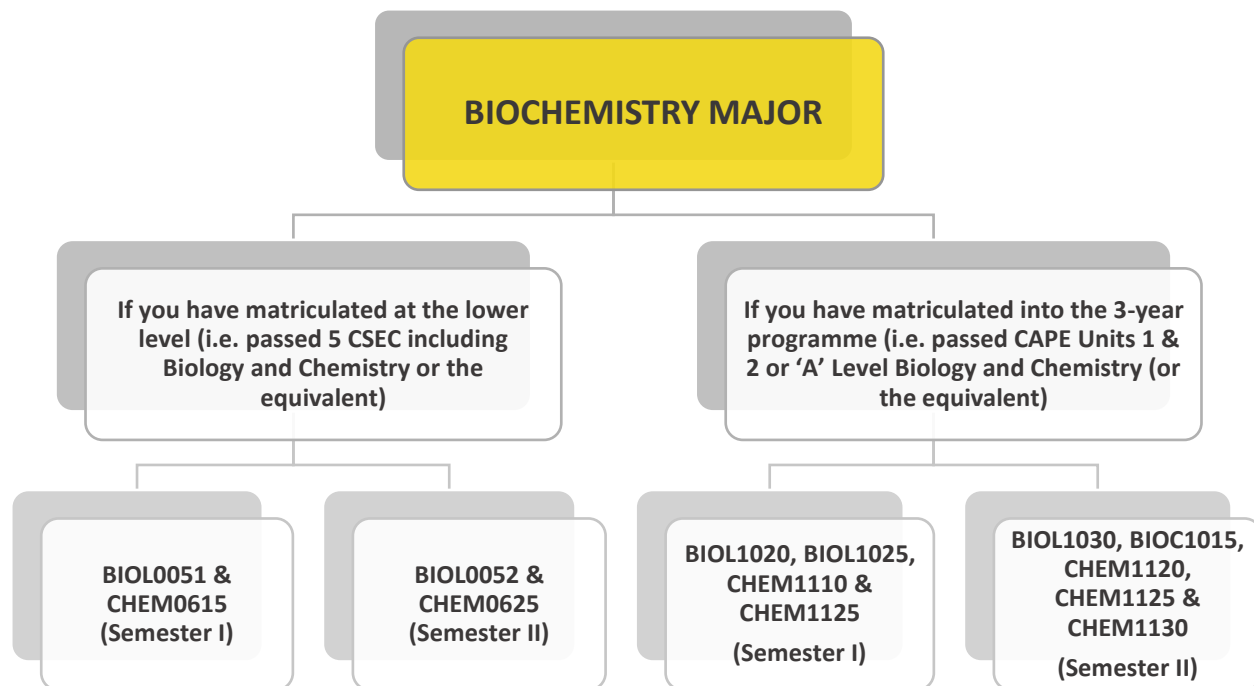 BIOCHEMISTRY MAJOR
If you have matriculated at the lower
level (i.e. passed 5 CSEC including
Biology and Chemistry or the
equivalent)
If you have matriculated into the 3-year
programme (i.e. passed CAPE Units 1 &
2 or ‘A’ Level Biology and Chemistry (or
the equivalent)
BIOL0051 &
CHEM0615
(Semester I)
BIOL0052 &
CHEM0625
(Semester II)
BIOL1020, BIOL1025,
CHEM1110 &
CHEM1125
(Semester I)
BIOL1030, BIOC1015,
CHEM1120,
CHEM1125 &
CHEM1130
(Semester II)